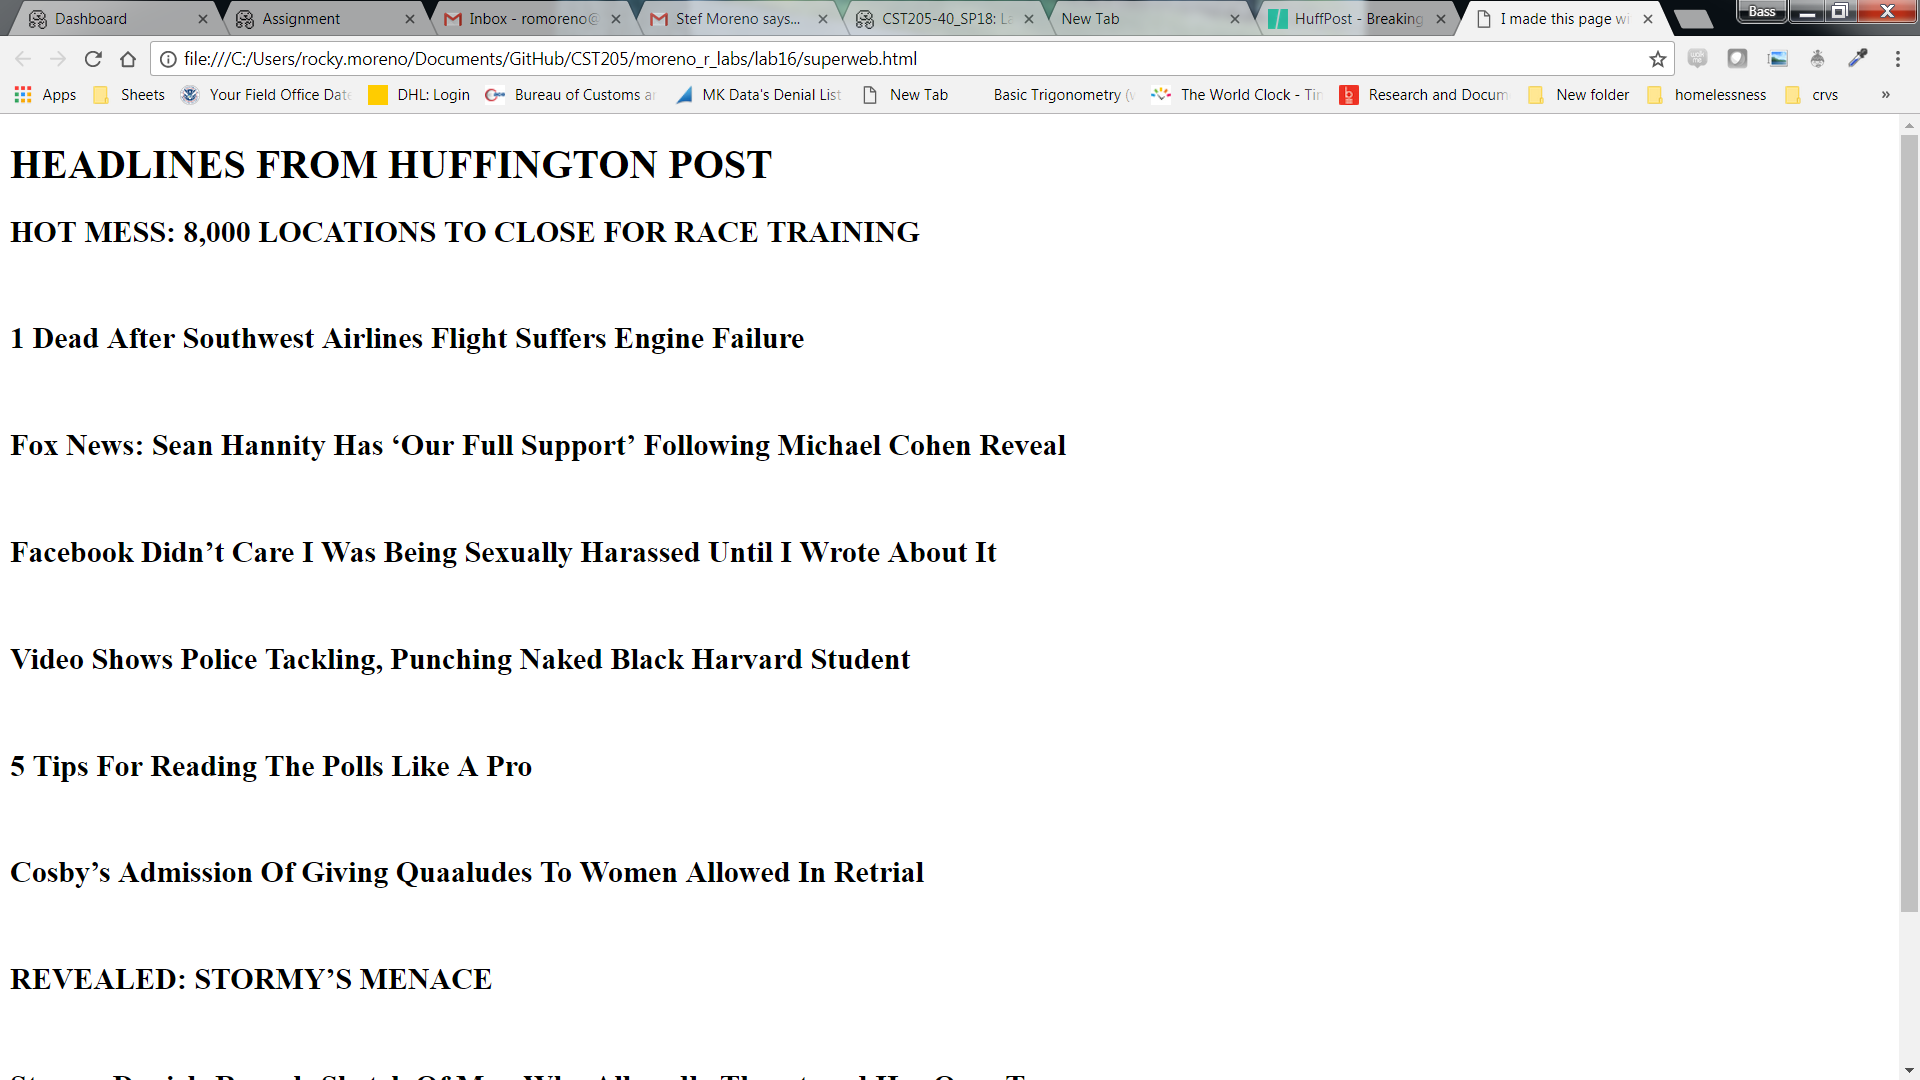 Dashboard
Assignment
Inbox - romoreno@
Stef Moreno says...
CST205-40_SP18: La
New Tab
HuffPost - Breaking
I made this page wi
Bass
file:///C:/Users/rocky.moreno/Documents/GitHub/CST205/moreno_r_labs/lab16/superweb.html
Apps
Sheets
Your Field Office Date
DHL: Login
Bureau of Customs a
MK Data's Denial List
New Tab
Basic Trigonometry (
The World Clock - Tim
Research and Docum
New folder
homelessness
crvs
»
HEADLINES FROM HUFFINGTON POST
HOT MESS: 8,000 LOCATIONS TO CLOSE FOR RACE TRAINING
1 Dead After Southwest Airlines Flight Suffers Engine Failure
Fox News: Sean Hannity Has ‘Our Full Support’ Following Michael Cohen Reveal
Facebook Didn’t Care I Was Being Sexually Harassed Until I Wrote About It
Video Shows Police Tackling, Punching Naked Black Harvard Student
5 Tips For Reading The Polls Like A Pro
Cosby’s Admission Of Giving Quaaludes To Women Allowed In Retrial
REVEALED: STORMY’S MENACE